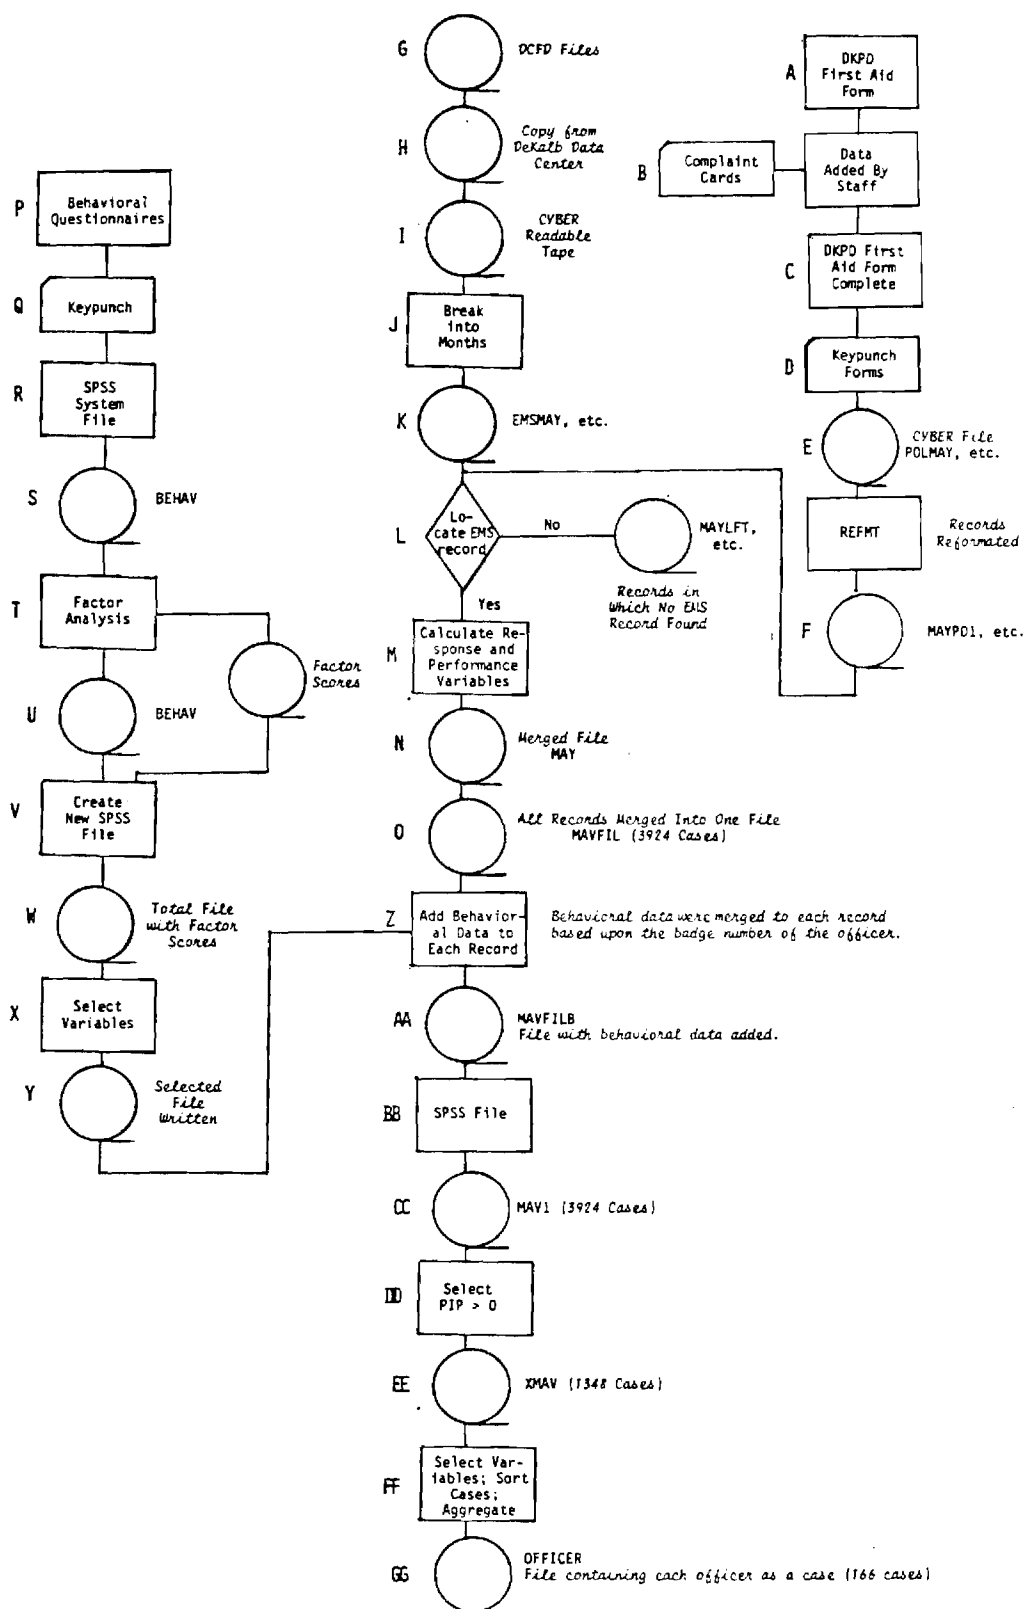 G
DCFD Files
H
Copy from
DeKalb Data
Center
I
CYBER
Readable
Tape
J
Break
into
Months
K
EMSMAY, etc.
L
Lo-
cate EMS
record
No
MAYLFT,
etc.
Records in
Which No EMS
Record Found
Yes
M
Calculate Re-
sponse and
Performance
Variables
N
Merged File
MAY
O
All Records Merged Into One File
MAVFIL (3924 Cases)
Z
Add Behavior-
al Data to
Each Record
Behavioral data were merged to each record
based upon the badge number of the officer.
AA
MAVFILB
File with behavioral data added.
BB
SPSS File
CC
MAV1 (3924 Cases)
DD
Select
PIP > 0
EE
XMAV (1348 Cases)
FF
Select Var-
iables; Sort
Cases;
Aggregate
GG
OFFICER
File containing each officer as a case (166 cases)
A
DKPD
First Aid
Form
B
Complaint
Cards
Data
Added By
Staff
C
DKPD First
Aid Form
Complete
D
Keypunch
Forms
E
CYBER File
POLMAY, etc.
REFMT
Records
Reformated
F
MAYPO1, etc.
P
Behavioral
Questionnaires
Q
Keypunch
R
SPSS
System
File
S
BEHAV
T
Factor
Analysis
Factor
Scores
U
BEHAV
V
Create
New SPSS
File
W
Total File
with Factor
Scores
X
Select
Variables
Y
Selected
File
Written